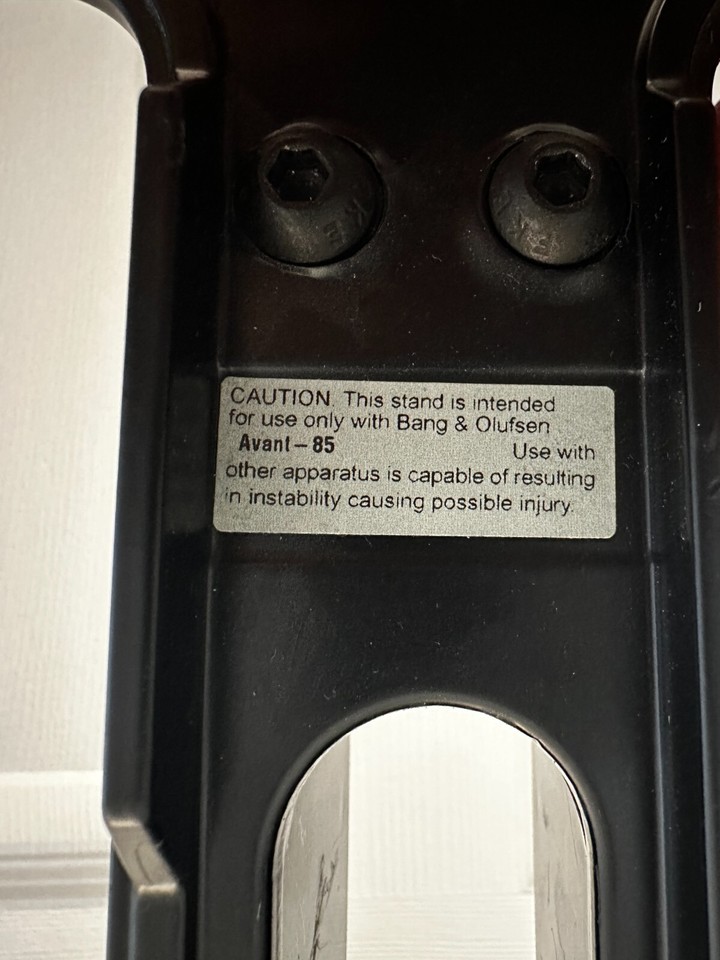 CAUTION. This stand is intended
for use only with Bang & Olufsen
Avant–85 Use with
other apparatus is capable of resulting
in instability causing possible injury.